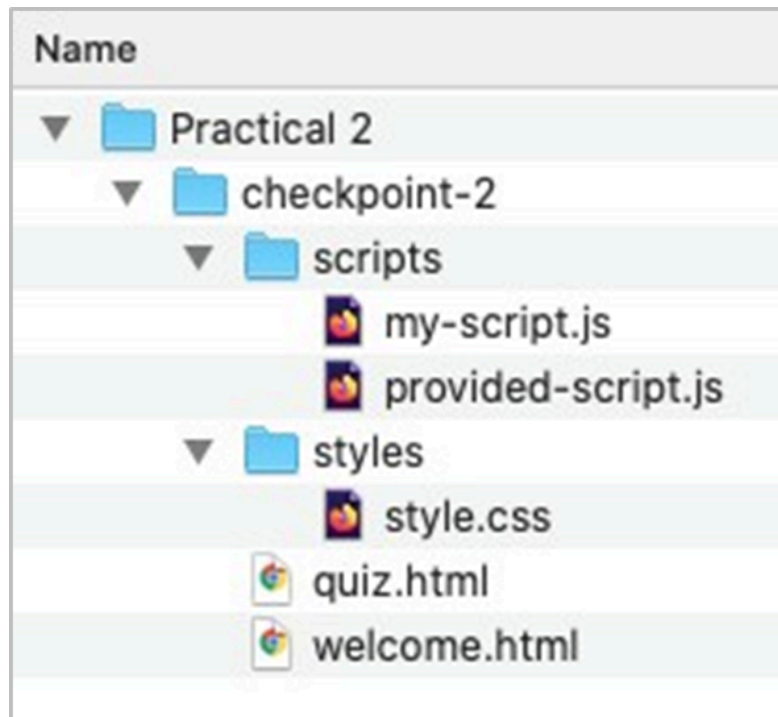 Name
Practical 2
checkpoint-2
scripts
my-script.js
provided-script.js
styles
style.css
quiz.html
welcome.html